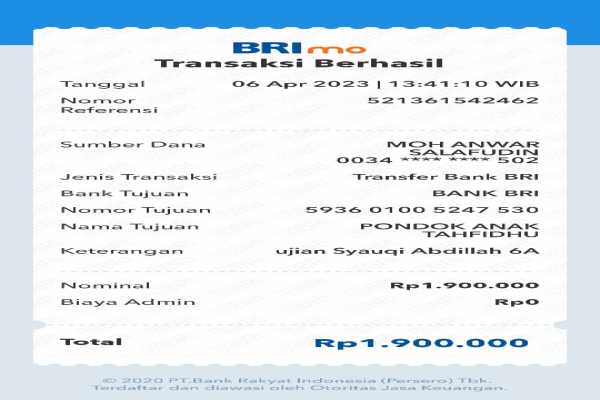 BRImo
Transaksi Berhasil
Tanggal 06 Apr 2023 | 13:41:10 WIB
Nomor 521361542462
Referensi
Sumber Dana MOH ANWAR
SALAFUDIN
0034 **** **** 502
Jenis Transaksi Transfer Bank BRI
Bank Tujuan BANK BRI
Nomor Tujuan 5936 0100 5247 530
Nama Tujuan PONDOK ANAK
TAHFIDHU
Keterangan ujian Syauqi Abdillah 6A
Nominal Rp1.900.000
Biaya Admin Rp0
Total Rp1.900.000
© 2020 PT.Bank Rakyat Indonesia (Persero) Tbk.
Terdaftar dan diawasi oleh Otoritas Jasa Keuangan.